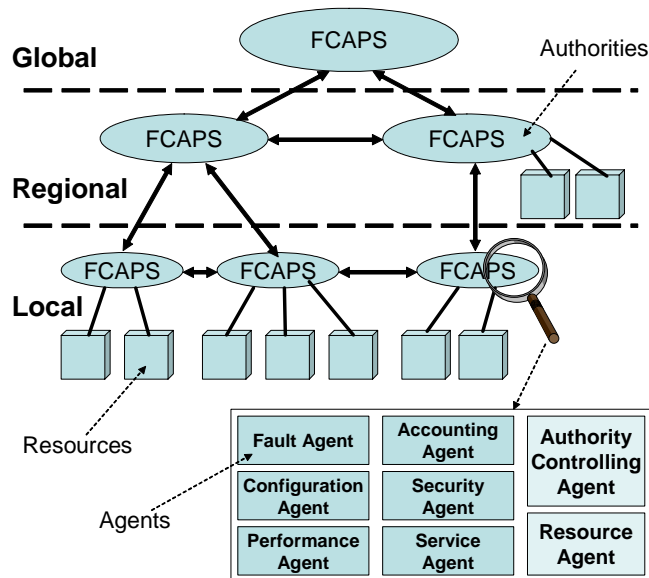 FCAPS
Authorities
Global
FCAPS
FCAPS
Regional
FCAPS
FCAPS
FCAPS
Local
Resources
Agents
Fault Agent
Accounting
Agent
Authority
Controlling
Agent
Configuration
Agent
Security
Agent
Performance
Agent
Service
Agent
Resource
Agent